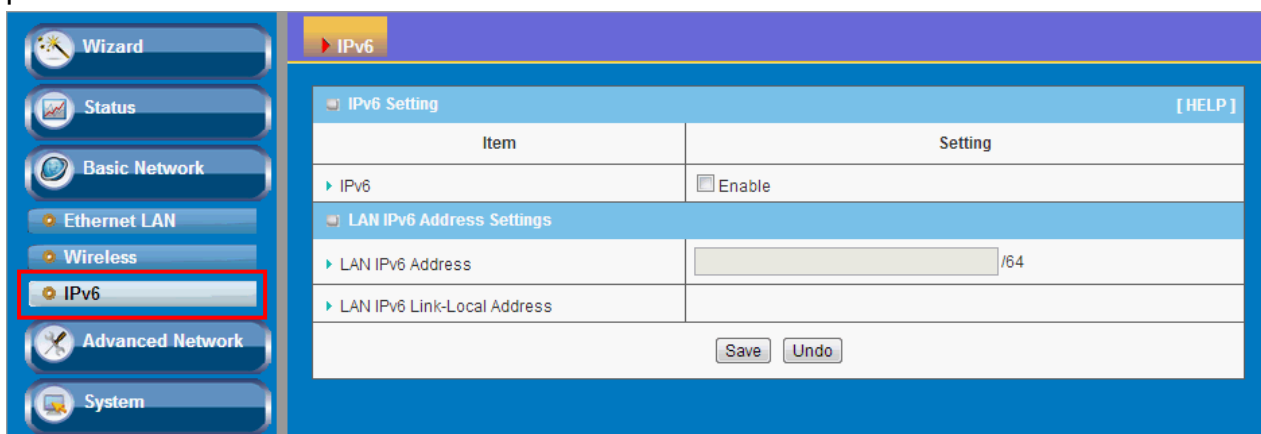 Wizard
Status
Basic Network
Ethernet LAN
Wireless
IPv6
Advanced Network
System
IPv6
IPv6 Setting [ HELP ]
Item Setting
IPv6 Enable
LAN IPv6 Address Settings
LAN IPv6 Address /64
LAN IPv6 Link-Local Address
Save Undo